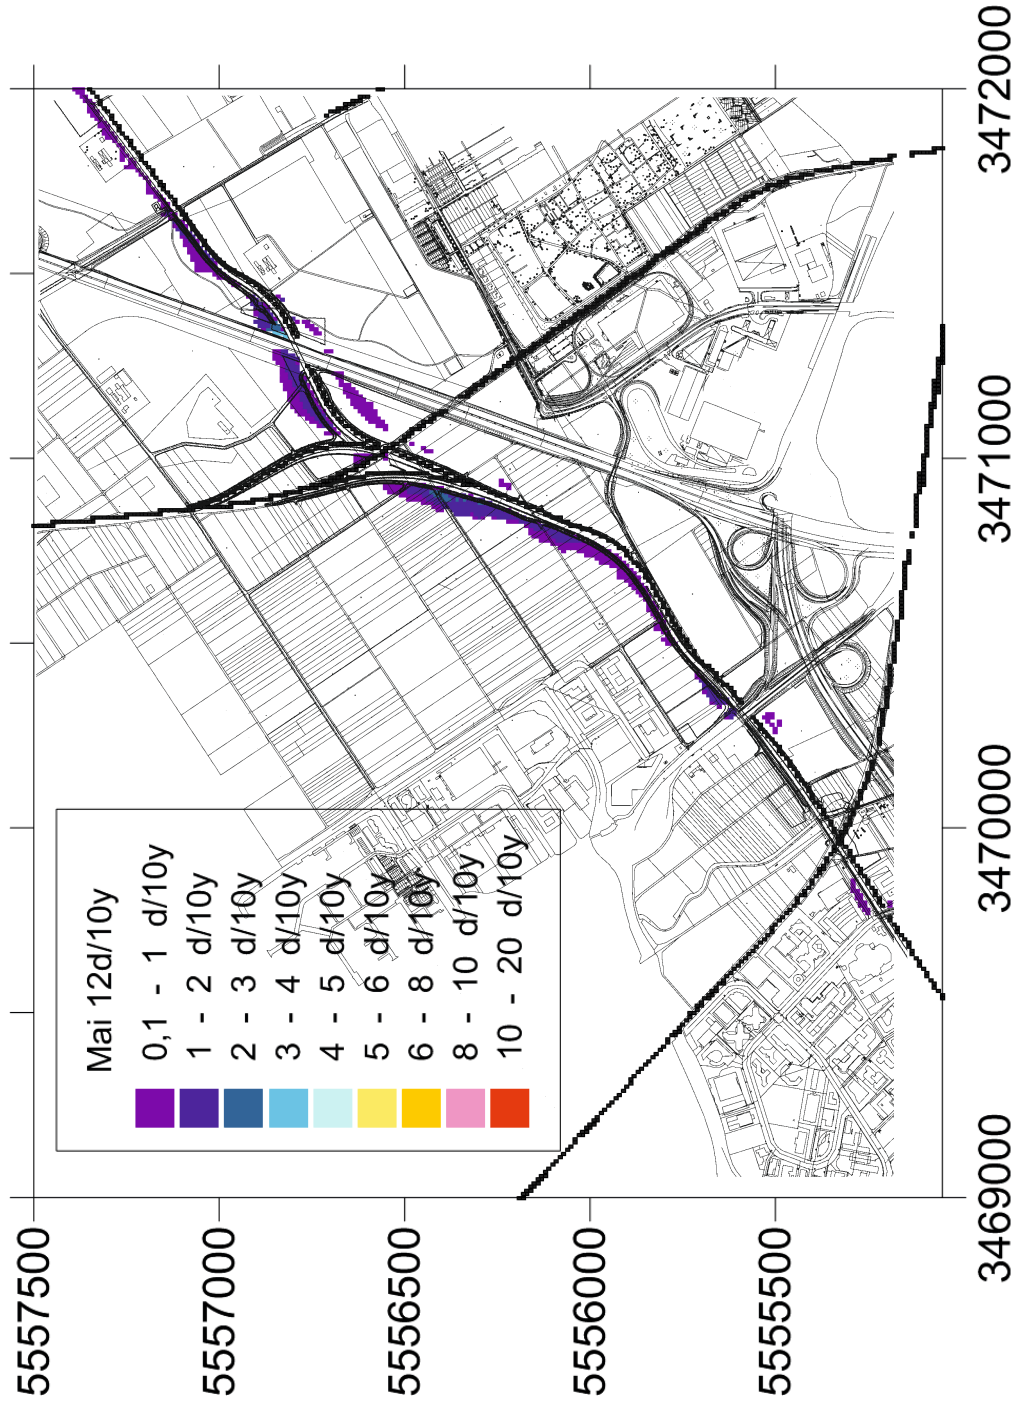 Mai 12d/10y
0,1 - 1 d/10y
1 - 2 d/10y
2 - 3 d/10y
3 - 4 d/10y
4 - 5 d/10y
5 - 6 d/10y
6 - 8 d/10y
8 - 10 d/10y
10 - 20 d/10y
5557500
5557000
5556500
5556000
5555500
3469000
3470000
3471000
3472000